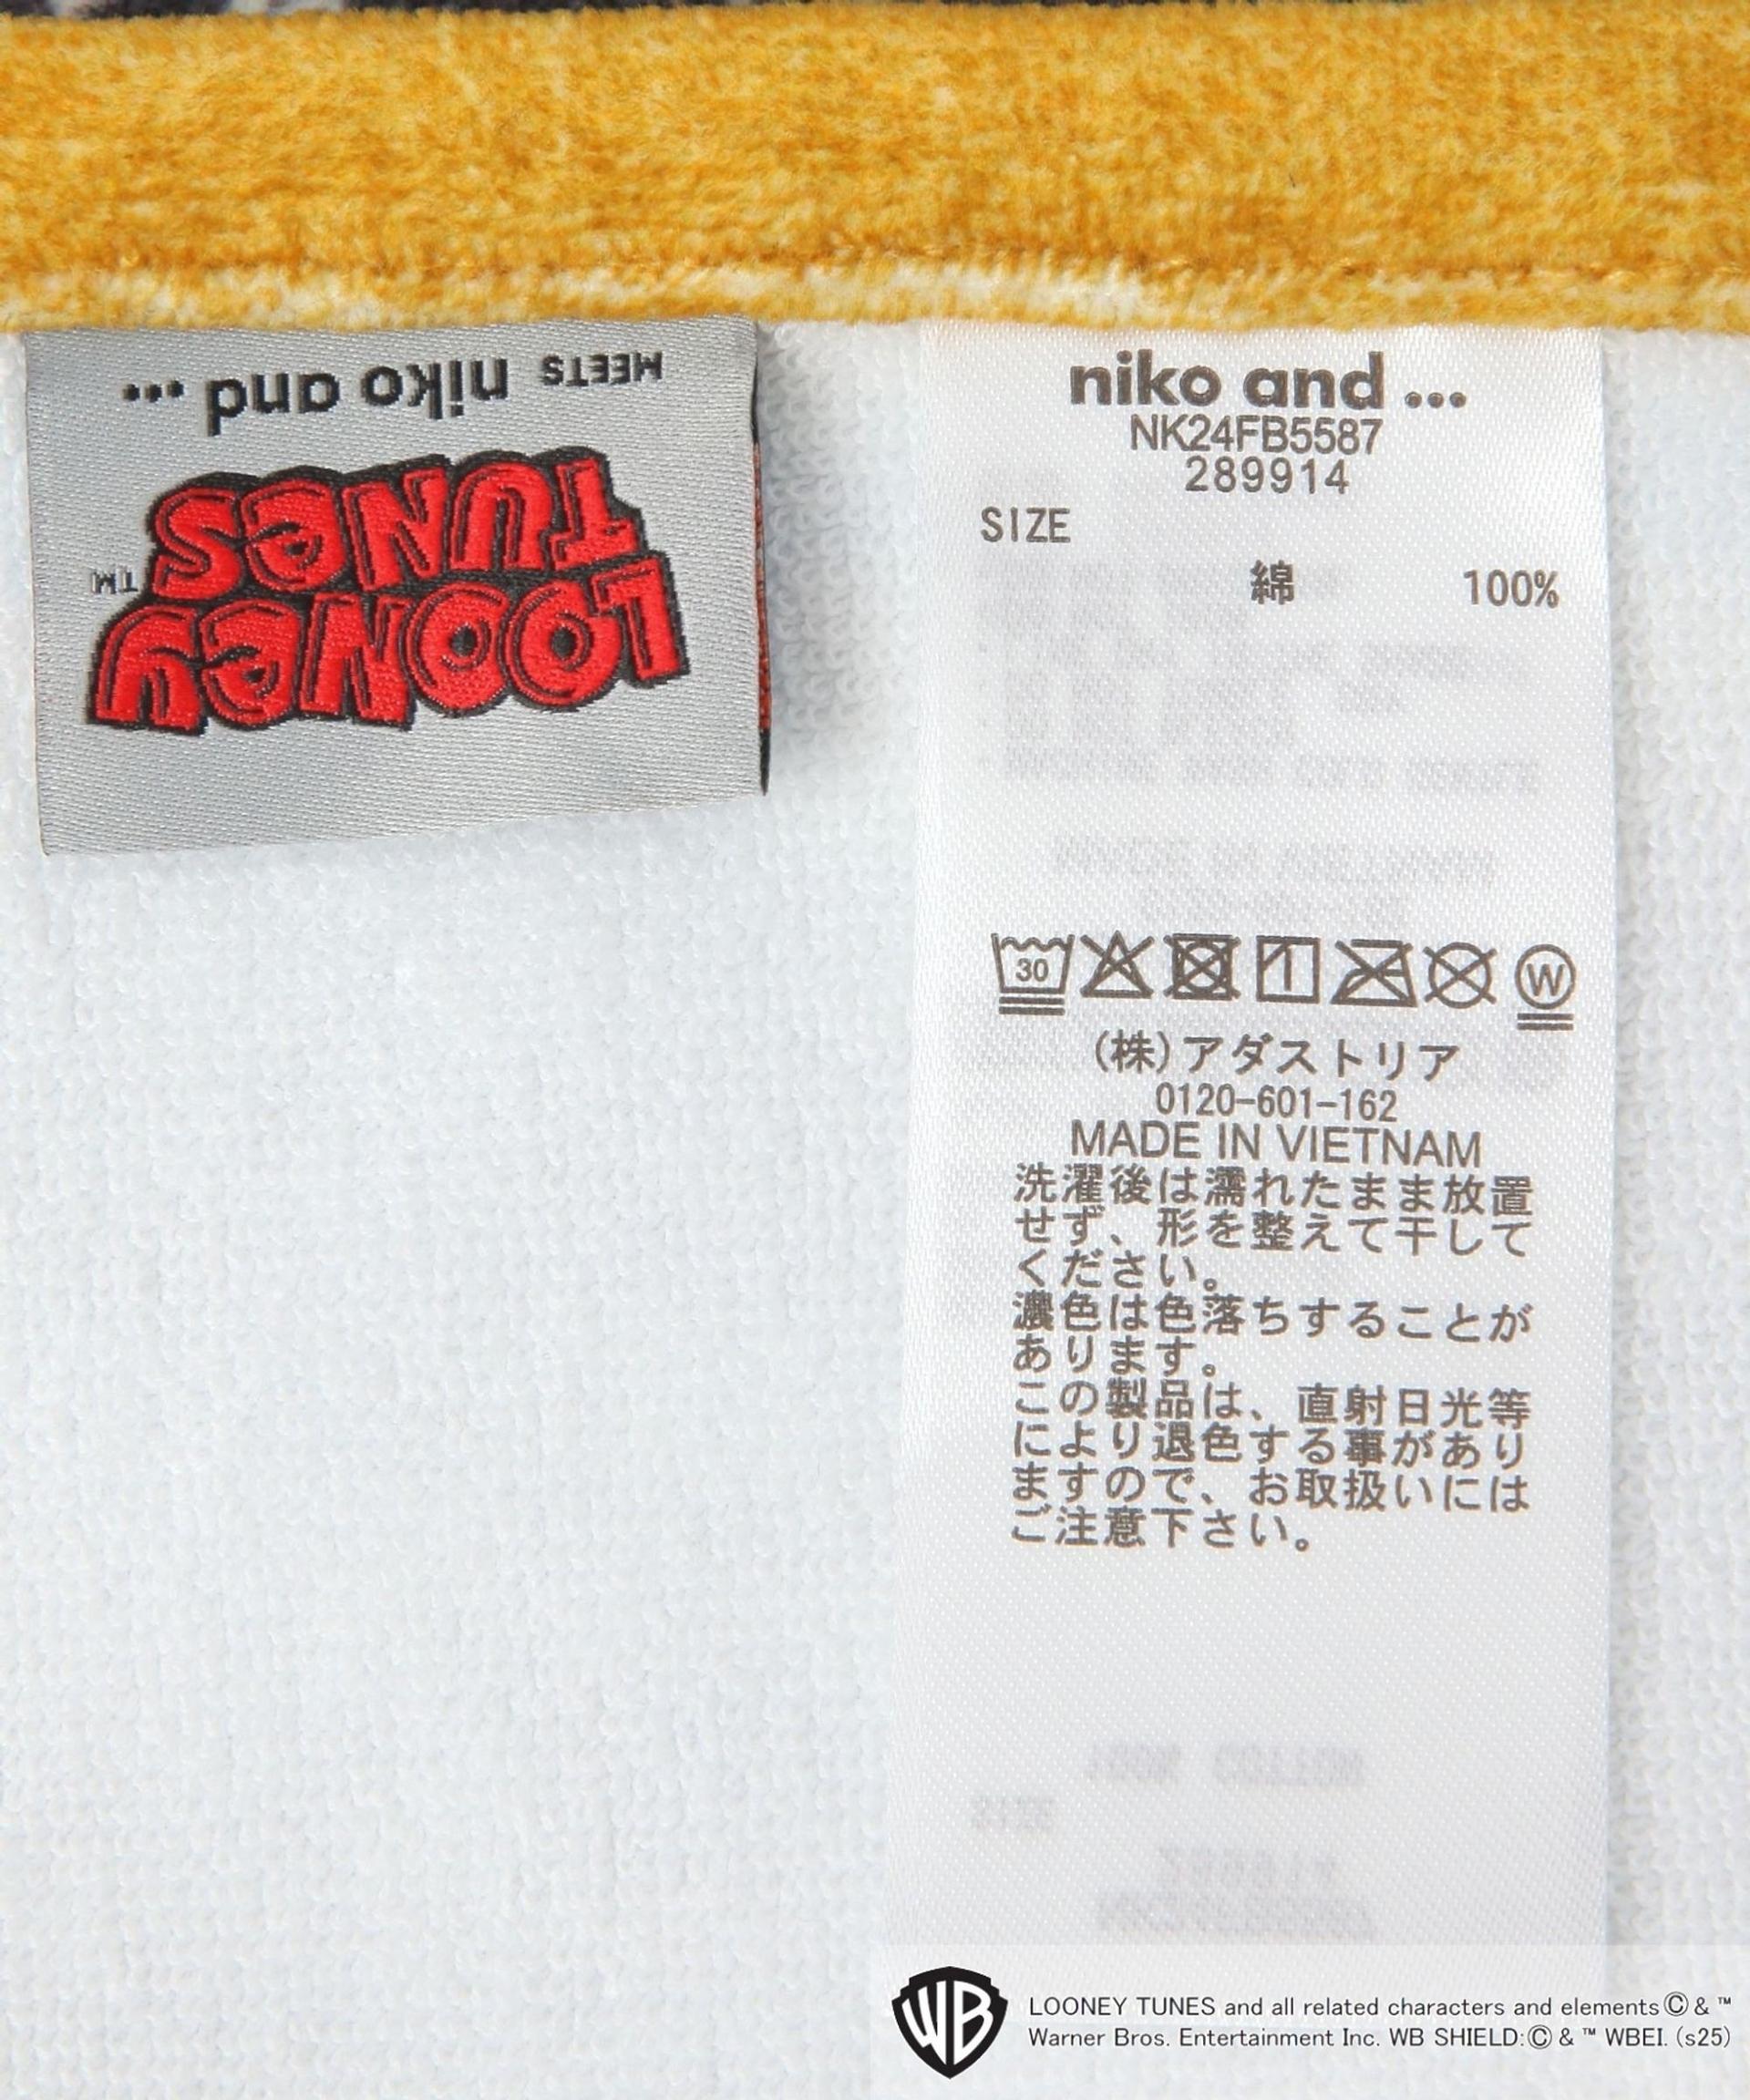 MEETS niko and ...
LOONEY
TUNES
TM
niko and ...
NK24FB5587
289914
SIZE
綿 100%
30
W
(株)アダストリア
0120-601-162
MADE IN VIETNAM
洗濯後は濡れたまま放置
せず、形を整えて干して
ください。
濃色は色落ちすることが
あります。
この製品は、直射日光等
により退色する事があり
ますので、お取扱いには
ご注意下さい。
WB
LOONEY TUNES and all related characters and elements © & ™
Warner Bros. Entertainment Inc. WB SHIELD: © & ™ WBEI. (s25)